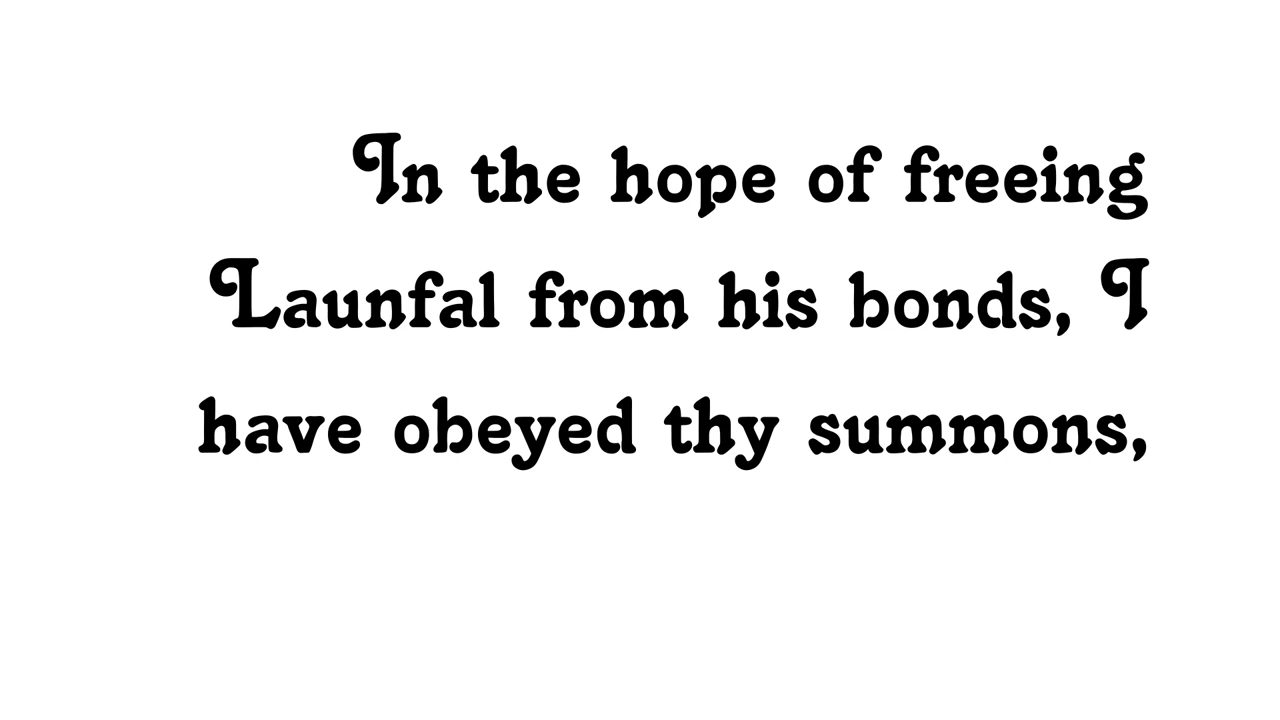 In the hope of freeing
Launfal from his bonds, I
have obeyed thy summons,